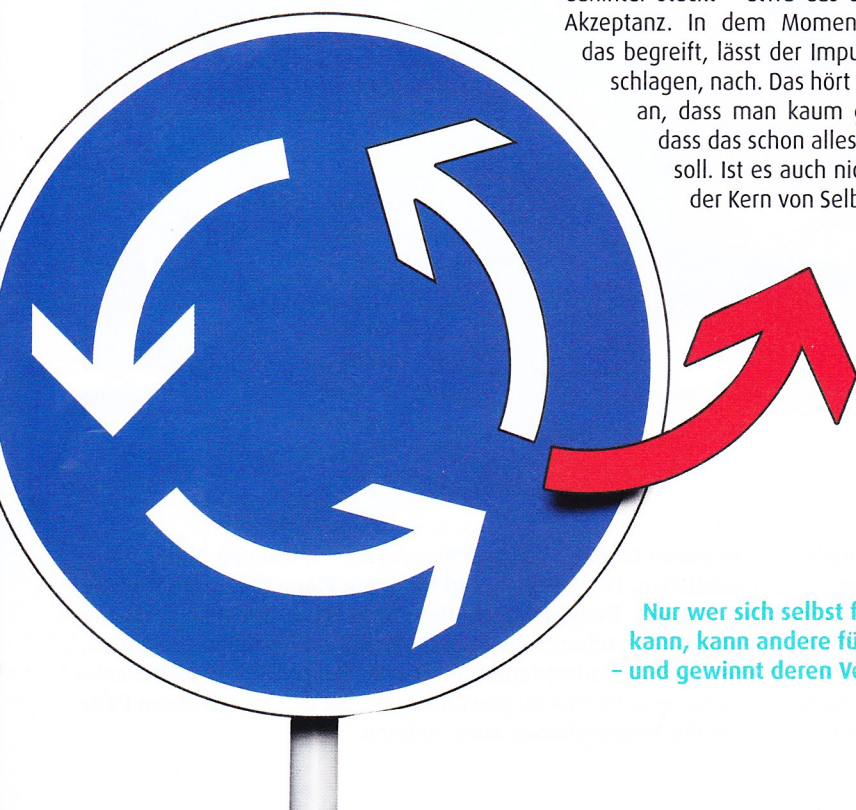 Akzeptanz. In dem Momen
das begreift, lässt der Impu
schlagen, nach. Das hört
an, dass man kaum
dass das schon alles
soll. Ist es auch nic
der Kern von Selb
Nur wer sich selbst f
kann, kann andere fü
– und gewinnt deren Ve